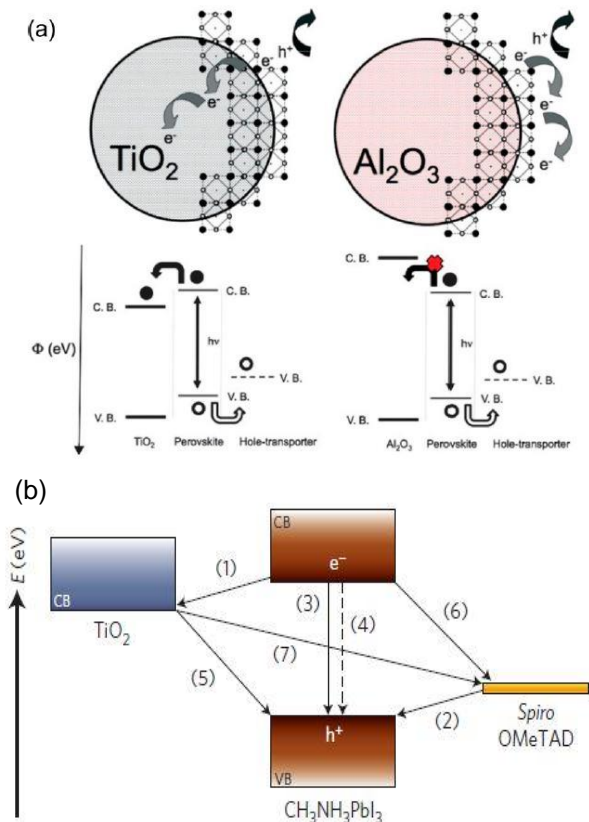 (a)
h⁺
e⁻
e⁻
e⁻
TiO₂
h⁺
e⁻
e⁻
e⁻
Al₂O₃
Φ (eV)
C. B.
C. B.
hν
V. B.
V. B.
V. B.
TiO₂ Perovskite Hole-transporter
C. B.
C. B.
hν
V. B.
V. B.
V. B.
Al₂O₃ Perovskite Hole-transporter
(b)
E (eV)
CB
TiO₂
CB
e⁻
(1)
(3)
(4)
(6)
(7)
(5)
(2)
Spiro
OMeTAD
h⁺
VB
CH₃NH₃PbI₃